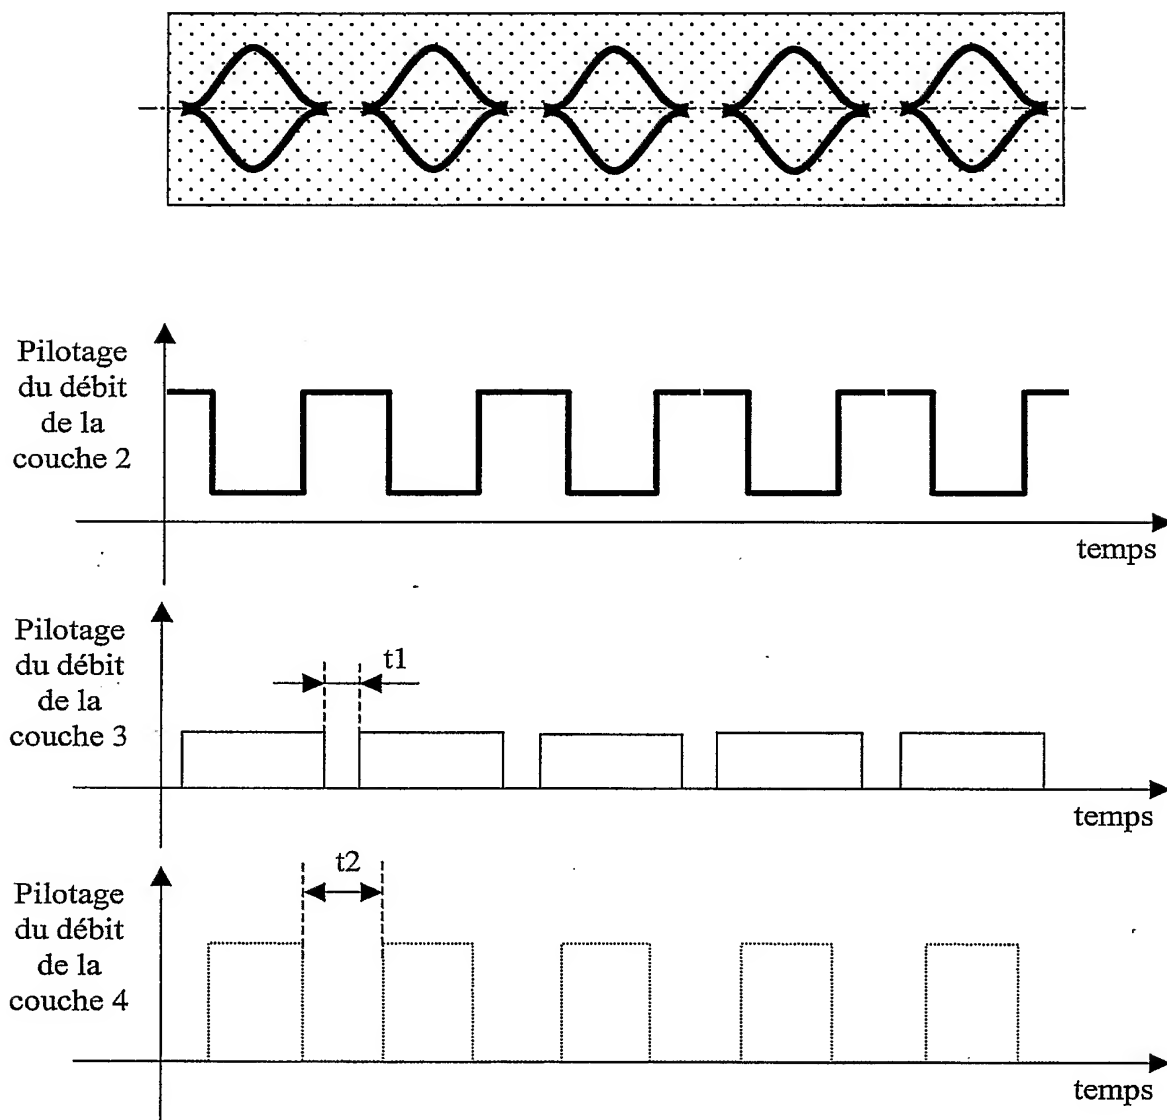 Pilotage
du débit
de la
couche 2
temps
Pilotage
du débit
de la
couche 3
t1
temps
Pilotage
du débit
de la
couche 4
t2
temps